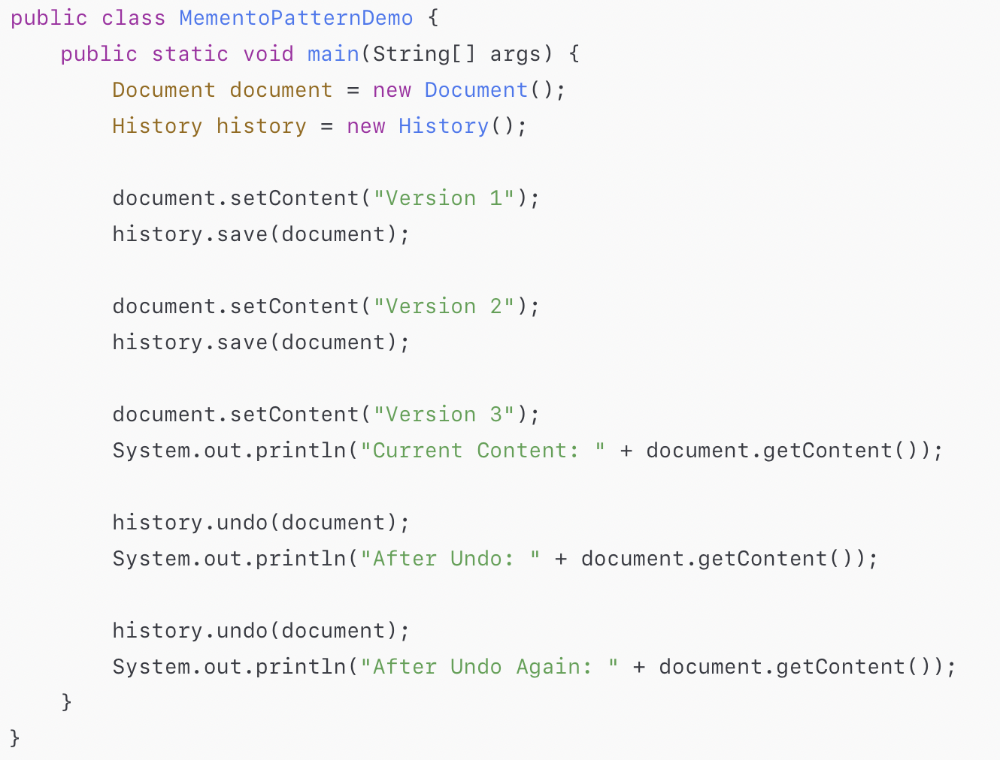 public class MementoPatternDemo {
    public static void main(String[] args) {
        Document document = new Document();
        History history = new History();

        document.setContent("Version 1");
        history.save(document);

        document.setContent("Version 2");
        history.save(document);

        document.setContent("Version 3");
        System.out.println("Current Content: " + document.getContent());

        history.undo(document);
        System.out.println("After Undo: " + document.getContent());

        history.undo(document);
        System.out.println("After Undo Again: " + document.getContent());
    }
}